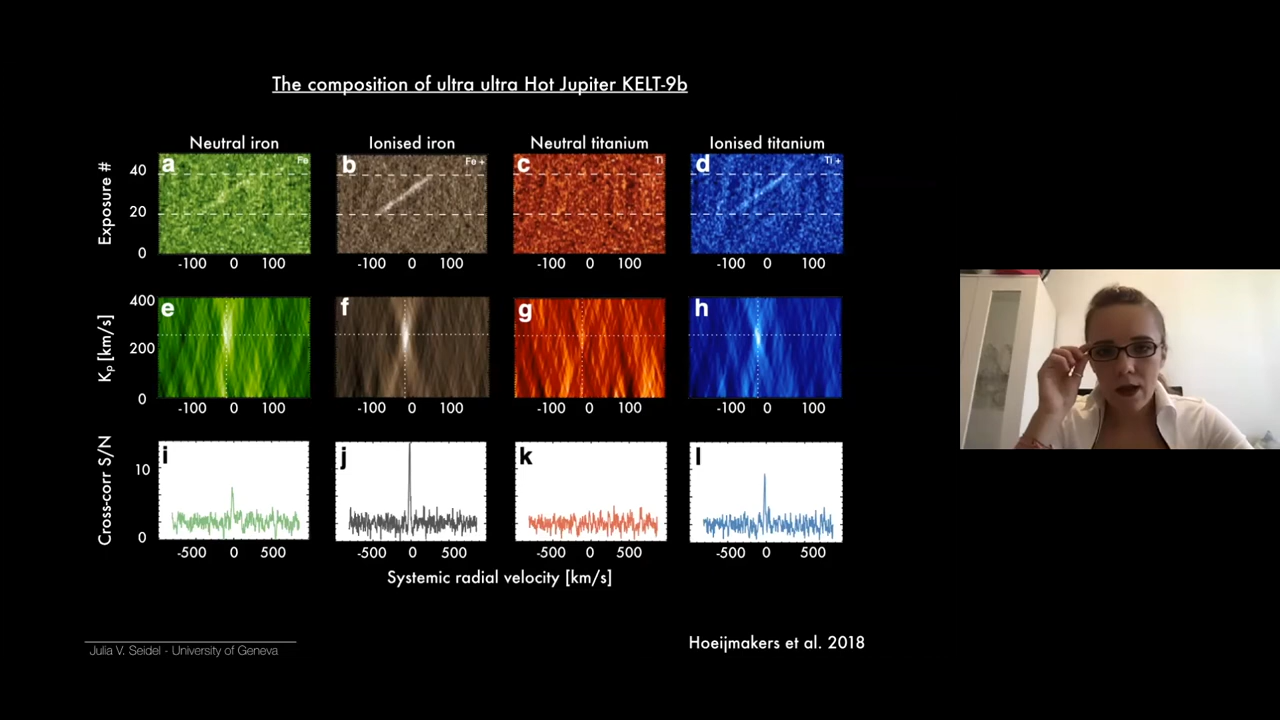 The composition of ultra ultra Hot Jupiter KELT-9b
Neutral iron
Ionised iron
Neutral titanium
Ionised titanium
Exposure #
40
20
0
a
Fe
b
Fe +
c
Ti
d
Ti +
-100 0 100
-100 0 100
-100 0 100
-100 0 100
Kp [km/s]
400
200
0
e
f
g
h
-100 0 100
-100 0 100
-100 0 100
-100 0 100
Cross-corr S/N
10
0
i
j
k
l
-500 0 500
-500 0 500
-500 0 500
-500 0 500
Systemic radial velocity [km/s]
Hoeijmakers et al. 2018
Julia V. Seidel - University of Geneva